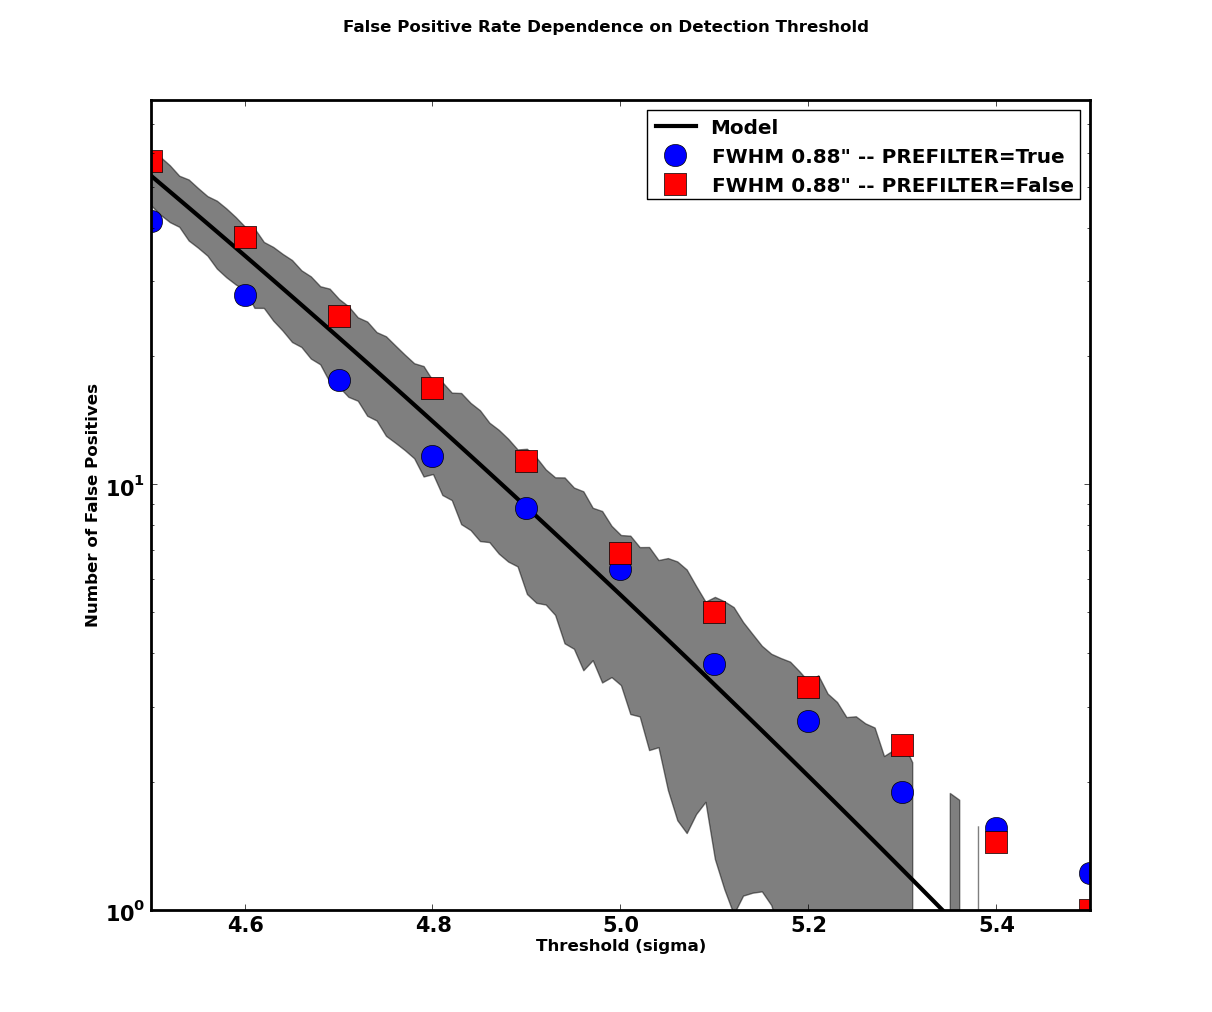 False Positive Rate Dependence on Detection Threshold
Model
FWHM 0.88" -- PREFILTER=True
FWHM 0.88" -- PREFILTER=False
Number of False Positives
10¹
10⁰
4.6 4.8 5.0 5.2 5.4
Threshold (sigma)